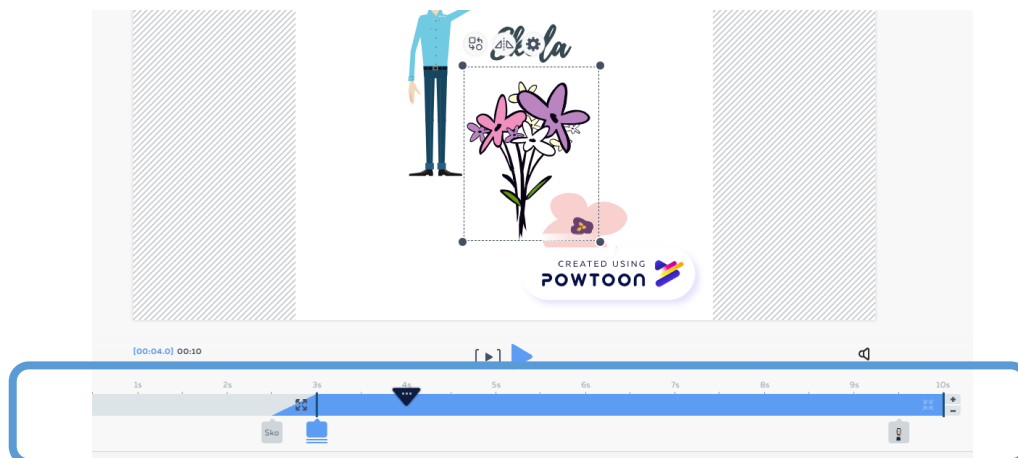 CREATED USING
POWTOON
[00:04.0] 00:10
1s 2s 3s 4s 5s 6s 7s 8s 9s 10s
Sko